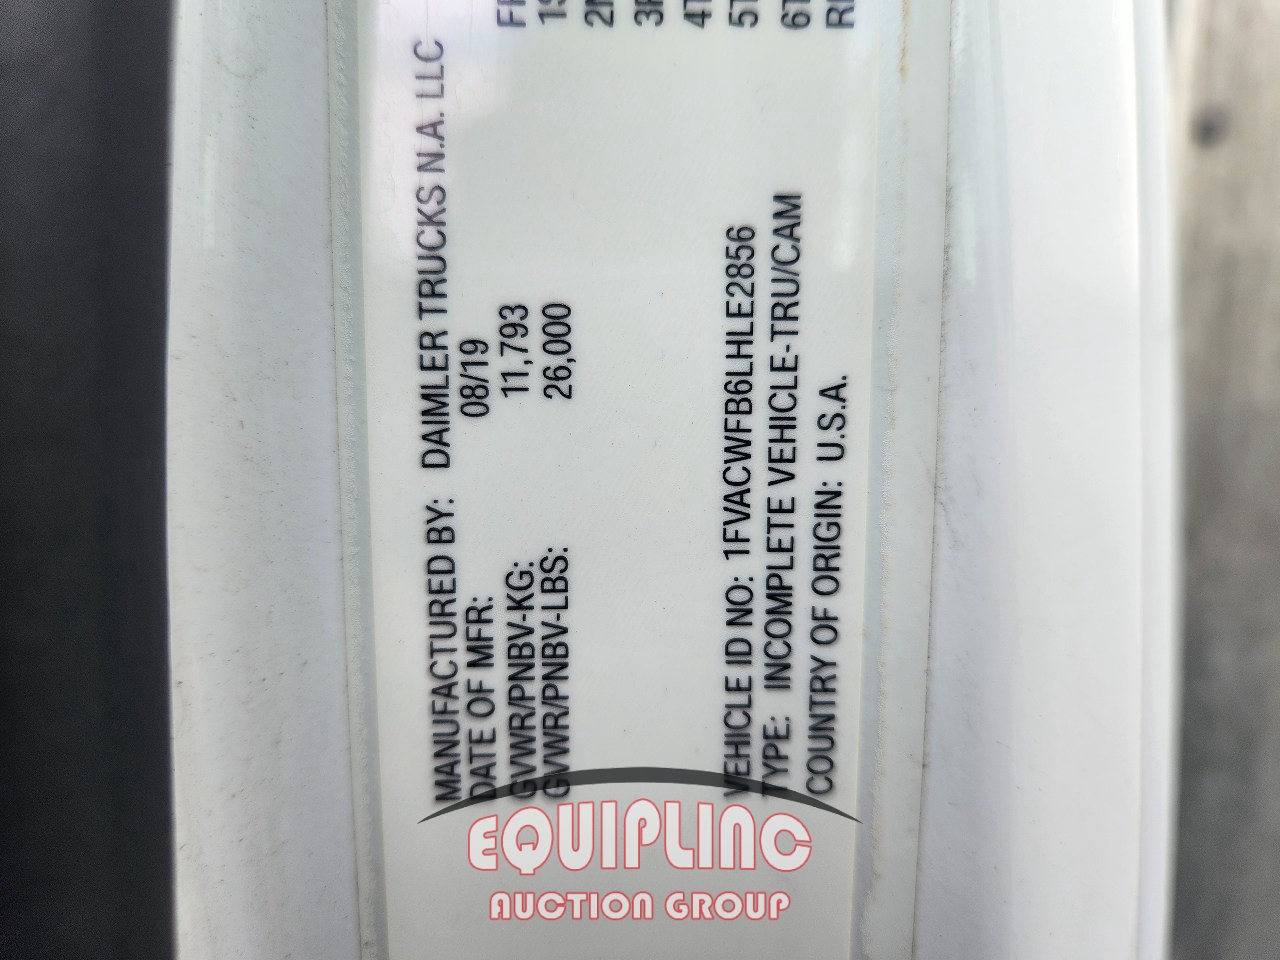 MANUFACTURED BY: DAIMLER TRUCKS N.A. LLC
DATE OF MFR: 08/19
GVWR/PNBV-KG: 11,793
GVWR/PNBV-LBS: 26,000
VEHICLE ID NO: 1FVACWFB6LHLE2856
TYPE: INCOMPLETE VEHICLE-TRU/CAM
COUNTRY OF ORIGIN: U.S.A.
EQUIPLINC
AUCTION GROUP